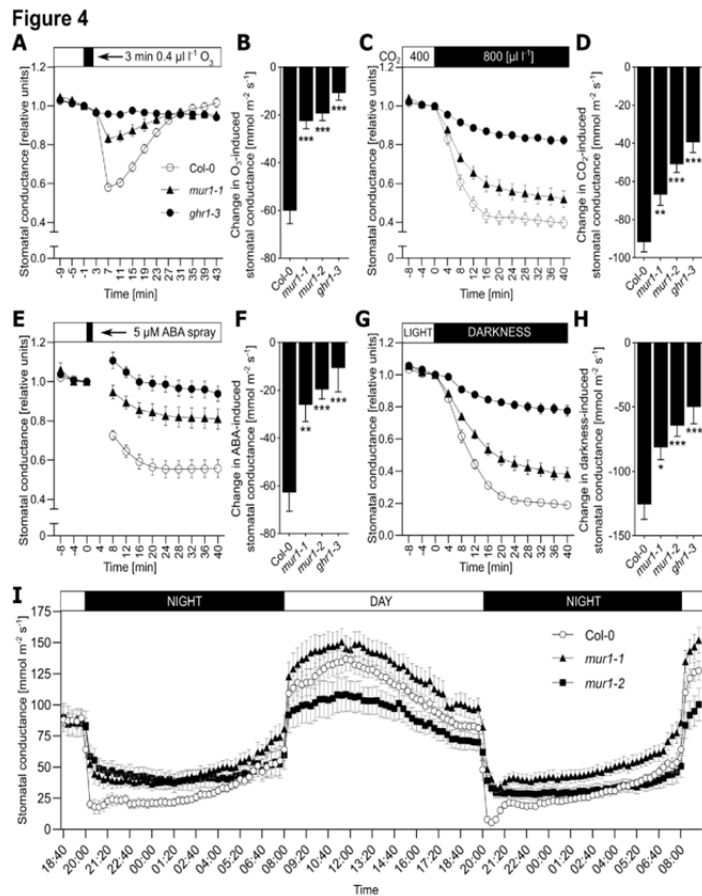 Figure 4
A
3 min 0.4 µl l⁻¹ O₃
Stomatal conductance [relative units]
1.2
1.0
0.8
0.6
0.4
0.0
-9 -5 -1 3 7 11 15 19 23 27 31 35 39 43
Time [min]
Col-0
mur1-1
ghr1-3
B
Change in O₃-induced
stomatal conductance [mmol m⁻² s⁻¹]
0
-20
-40
-60
-80
*** *** ***
Col-0 mur1-1 mur1-2 ghr1-3
C
CO₂ 400 800 [µl l⁻¹]
Stomatal conductance [relative units]
1.2
1.0
0.8
0.6
0.4
0.0
-8 -4 0 4 8 12 16 20 24 28 32 36 40
Time [min]
D
Change in CO₂-induced
stomatal conductance [mmol m⁻² s⁻¹]
0
-20
-40
-60
-80
-100
** *** ***
Col-0 mur1-1 mur1-2 ghr1-3
E
5 µM ABA spray
Stomatal conductance [relative units]
1.2
1.0
0.8
0.6
0.4
0.0
-8 -4 0 4 8 12 16 20 24 28 32 36 40
Time [min]
F
Change in ABA-induced
stomatal conductance [mmol m⁻² s⁻¹]
0
-20
-40
-60
-80
** *** ***
Col-0 mur1-1 mur1-2 ghr1-3
G
LIGHT DARKNESS
Stomatal conductance [relative units]
1.2
1.0
0.8
0.6
0.4
0.0
-8 -4 0 4 8 12 16 20 24 28 32 36 40
Time [min]
H
Change in darkness-induced
stomatal conductance [mmol m⁻² s⁻¹]
0
-50
-100
-150
* *** ***
Col-0 mur1-1 mur1-2 ghr1-3
I
NIGHT DAY NIGHT
Stomatal conductance [mmol m⁻² s⁻¹]
175
150
125
100
75
50
25
0
Col-0
mur1-1
mur1-2
18:40 20:00 21:20 22:40 00:00 01:20 02:40 04:00 05:20 06:40 08:00 09:20 10:40 12:00 13:20 14:40 16:00 17:20 18:40 20:00 21:20 22:40 00:00 01:20 02:40 04:00 05:20 06:40 08:00
Time